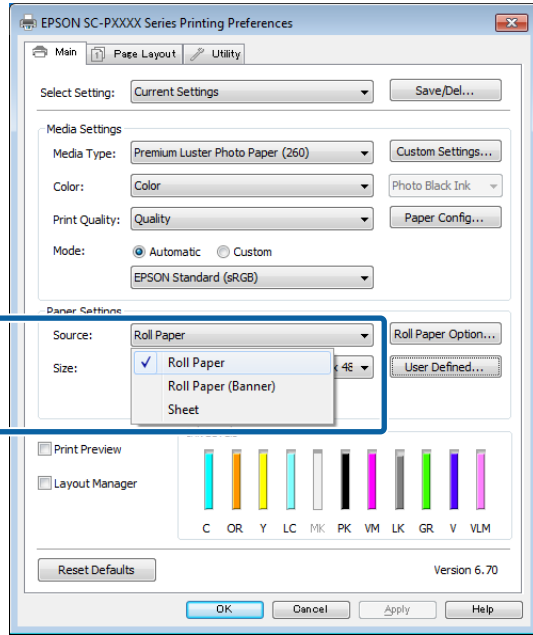 EPSON SC-PXXXX Series Printing Preferences
Main Page Layout Utility
Select Setting: Current Settings Save/Del...
Media Settings
Media Type: Premium Luster Photo Paper (260) Custom Settings...
Color: Color Photo Black Ink
Print Quality: Quality Paper Config...
Mode: Automatic Custom
EPSON Standard (sRGB)
Paper Settings
Source: Roll Paper Roll Paper Option...
Roll Paper
Size: x 48 User Defined...
Roll Paper (Banner)
Sheet
Print Preview
Layout Manager
C OR Y LC MK PK VM LK GR V VLM
Reset Defaults Version 6.70
OK Cancel Apply Help